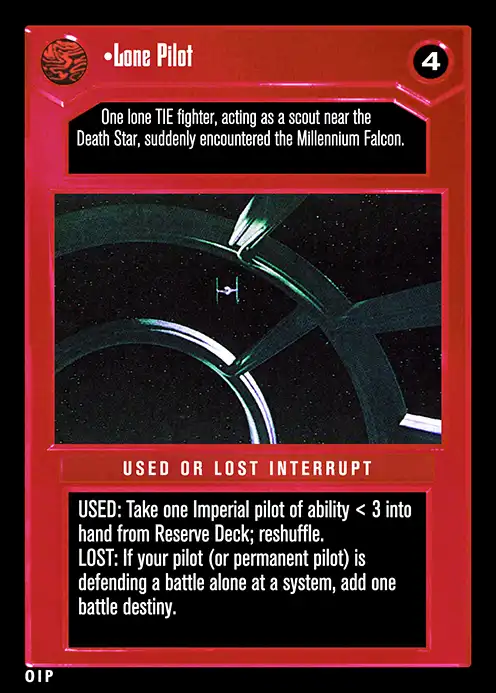 •Lone Pilot
4
One lone TIE fighter, acting as a scout near the
Death Star, suddenly encountered the Millennium Falcon.
USED OR LOST INTERRUPT
USED: Take one Imperial pilot of ability < 3 into
hand from Reserve Deck; reshuffle.
LOST: If your pilot (or permanent pilot) is
defending a battle alone at a system, add one
battle destiny.
OIP